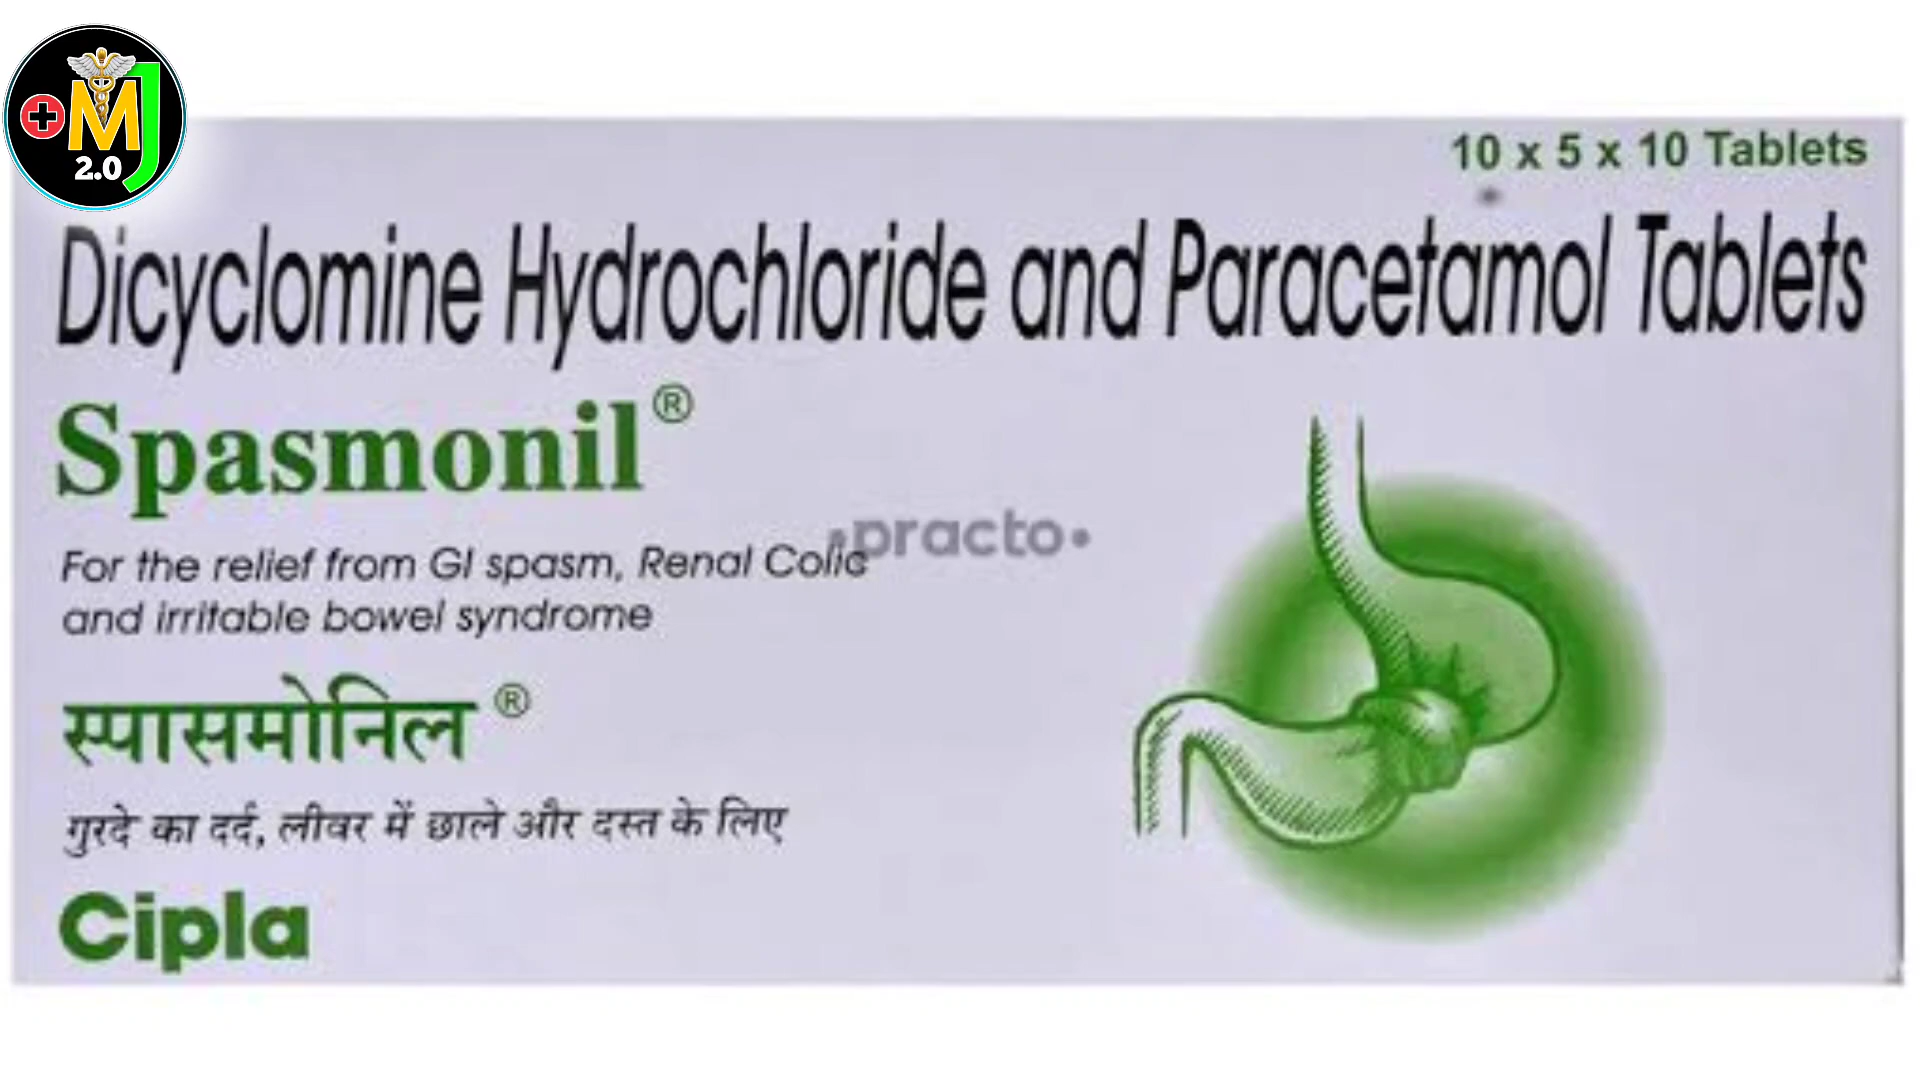 MJ
2.0
10 x 5 x 10 Tablets
Dicyclomine Hydrochloride and Paracetamol Tablets
Spasmonil®
For the relief from GI spasm, Renal Colic
and irritable bowel syndrome
•practo•
स्पासमोनिल®
गुरदे का दर्द, लीवर में छाले और दस्त के लिए
Cipla